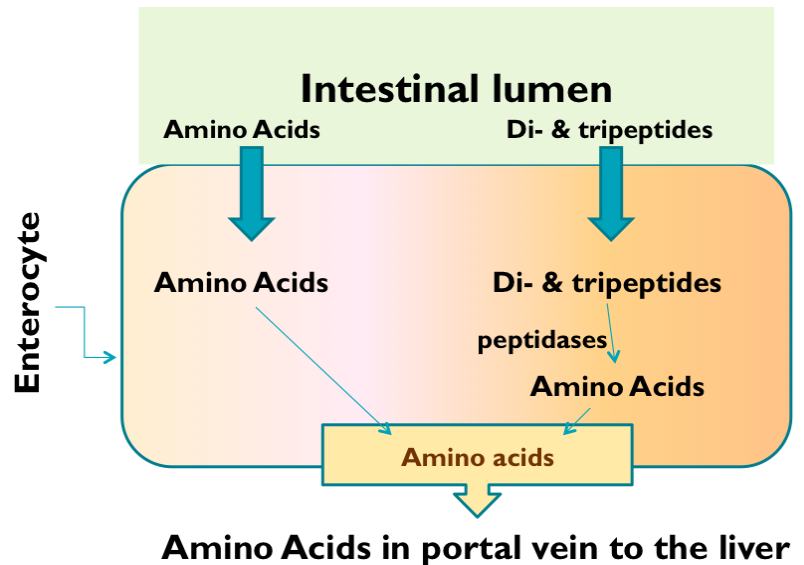 Intestinal lumen
Amino Acids
Di- & tripeptides
Enterocyte
Amino Acids
Di- & tripeptides
peptidases
Amino Acids
Amino acids
Amino Acids in portal vein to the liver